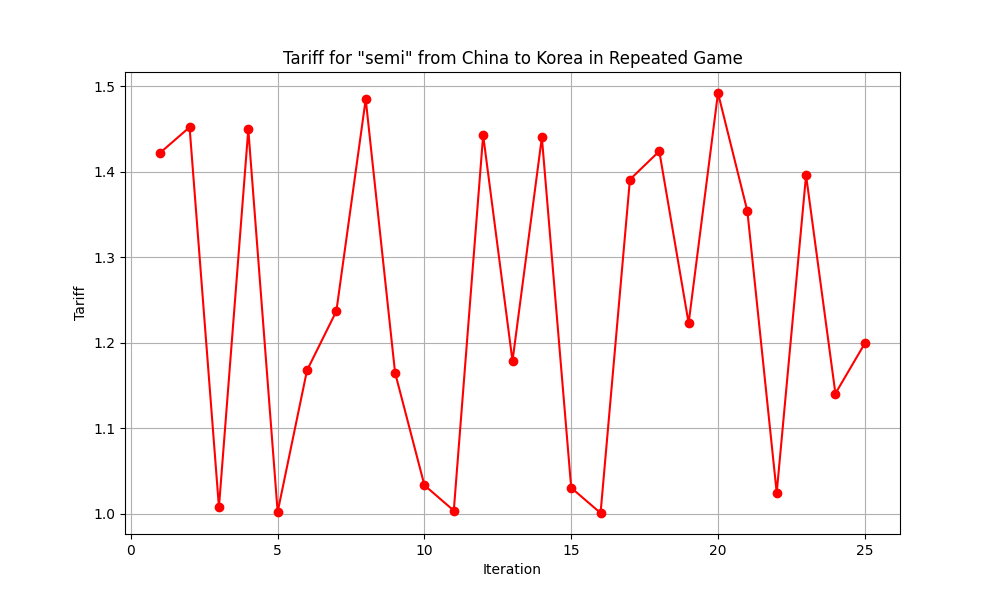 Tariff for "semi" from China to Korea in Repeated Game
1.5
1.4
1.3
1.2
1.1
1.0
Tariff
0 5 10 15 20 25
Iteration